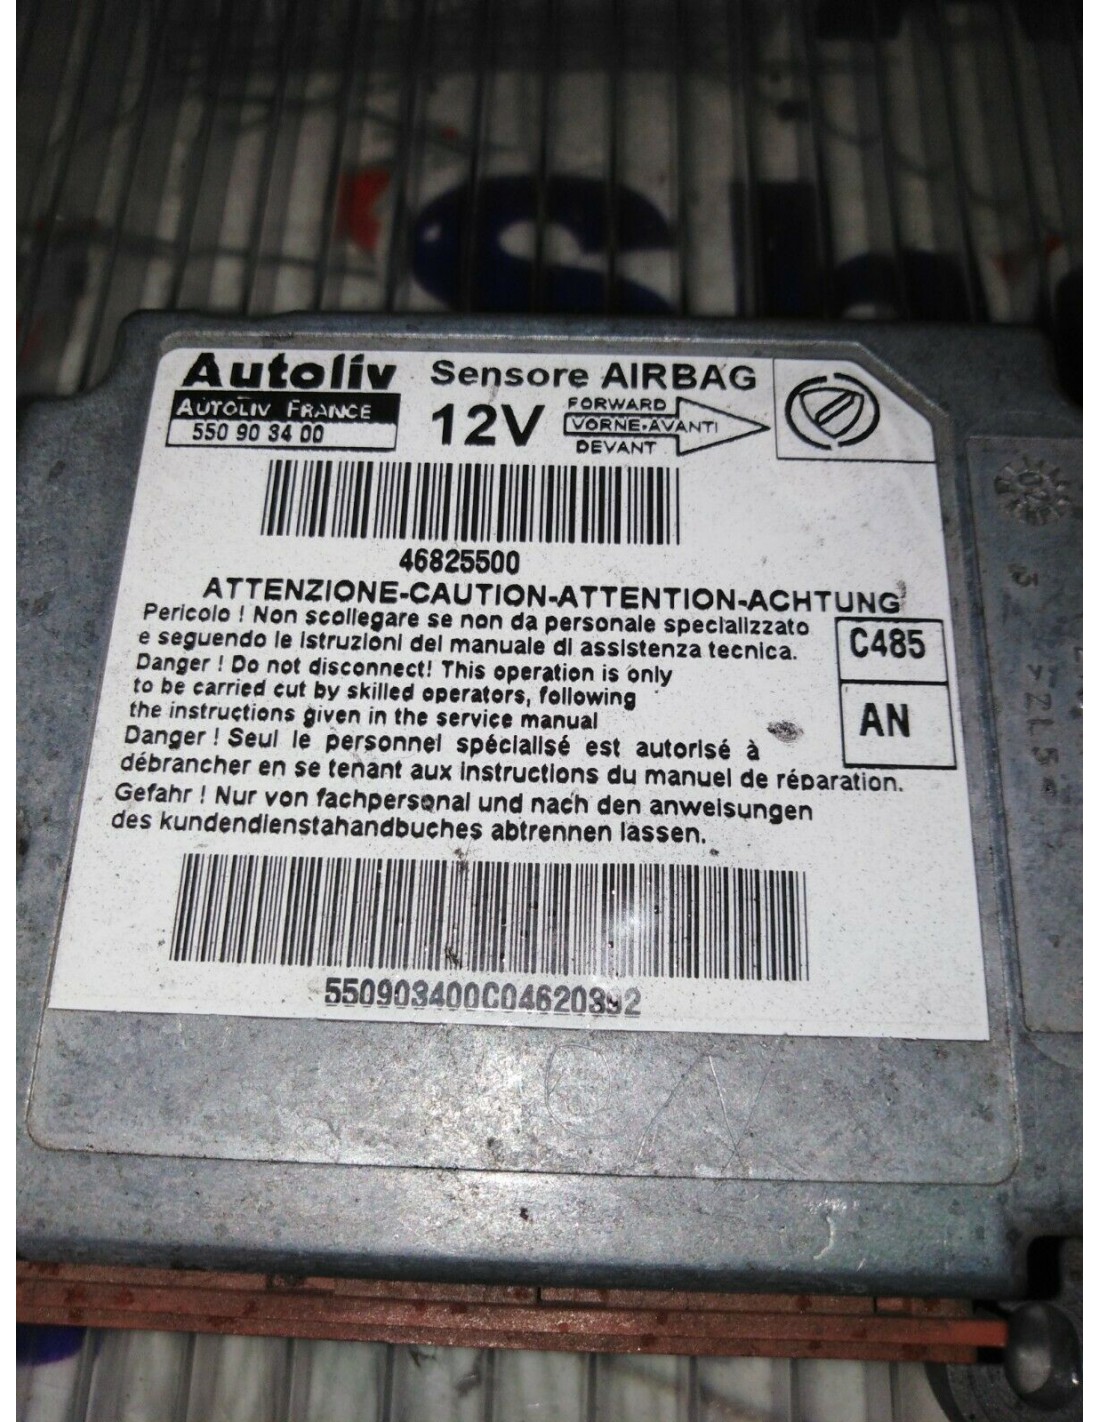 Autoliv Sensore AIRBAG
AUTOLIV FRANCE
550 90 34 00
12V
FORWARD
VORNE-AVANTI
DEVANT
46825500
ATTENZIONE-CAUTION-ATTENTION-ACHTUNG
Pericolo ! Non scollegare se non da personale specializzato
e seguendo le istruzioni del manuale di assistenza tecnica.
Danger ! Do not disconnect! This operation is only
to be carried cut by skilled operators, following
the instructions given in the service manual
Danger ! Seul le personnel spécialisé est autorisé à
débrancher en se tenant aux instructions du manuel de réparation.
Gefahr ! Nur von fachpersonal und nach den anweisungen
des kundendienstahandbuches abtrennen lassen.
C485
AN
550903400C04620392